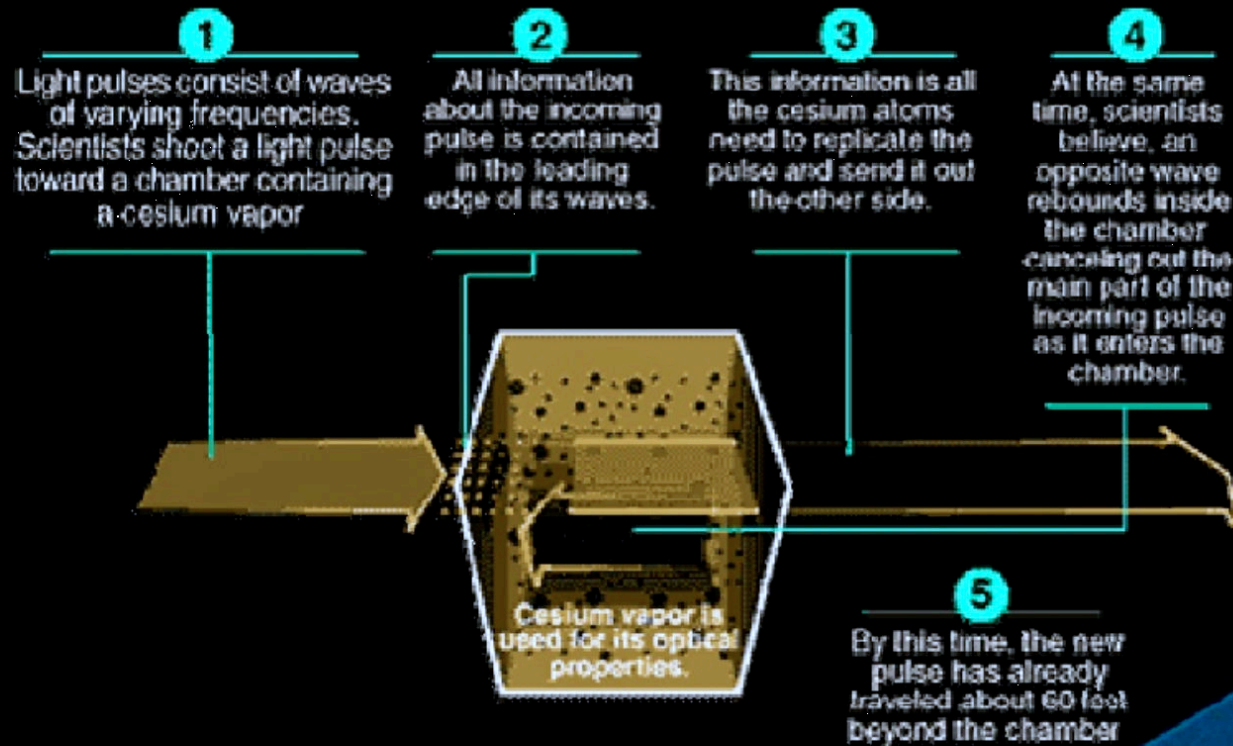 1
Light pulses consist of waves
of varying frequencies.
Scientists shoot a light pulse
toward a chamber containing
a cesium vapor
2
All information
about the incoming
pulse is contained
in the leading
edge of its waves.
3
This information is all
the cesium atoms
need to replicate the
pulse and send it out
the other side.
4
At the same
time, scientists
believe, an
opposite wave
rebounds inside
the chamber
canceling out the
main part of the
incoming pulse
as it enters the
chamber.
Cesium vapor is
used for its optical
properties.
5
By this time, the new
pulse has already
traveled about 60 feet
beyond the chamber